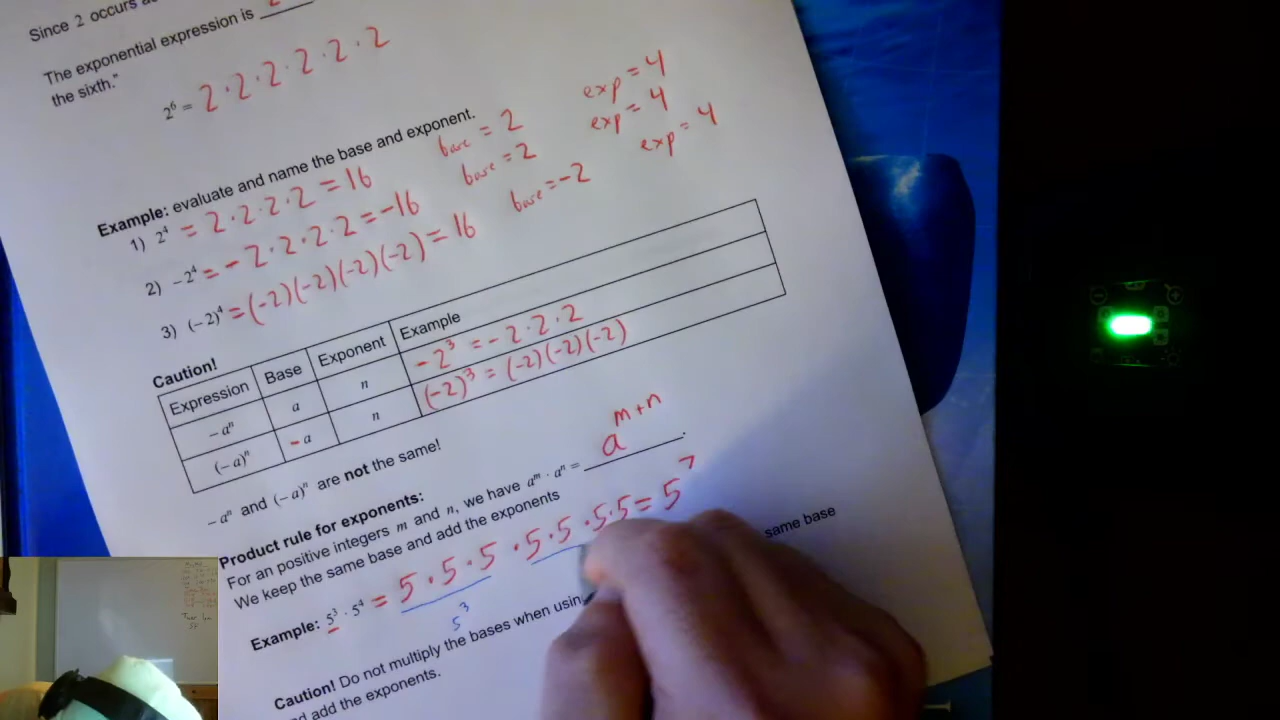 Since 2 occurs a
The exponential expression is
the sixth."
2⁶ = 2 · 2 · 2 · 2 · 2 · 2
Example: evaluate and name the base and exponent.
1) 2⁴ = 2 · 2 · 2 · 2 = 16 base = 2 exp = 4
2) -2⁴ = - 2 · 2 · 2 · 2 = -16 base = 2 exp = 4
3) (-2)⁴ = (-2)(-2)(-2)(-2) = 16 base = -2 exp = 4
Caution!
Expression Base Exponent Example
-aⁿ a n -2³ = -2 · 2 · 2
(-a)ⁿ -a n (-2)³ = (-2)(-2)(-2)
-aⁿ and (-a)ⁿ are not the same!
Product rule for exponents:
For an positive integers m and n, we have aᵐ · aⁿ = aᵐ⁺ⁿ.
We keep the same base and add the exponents
Example: 5³ · 5⁴ = 5 · 5 · 5 · 5 · 5 · 5 · 5 = 5⁷
5³
Caution! Do not multiply the bases when usin same base
nd add the exponents.